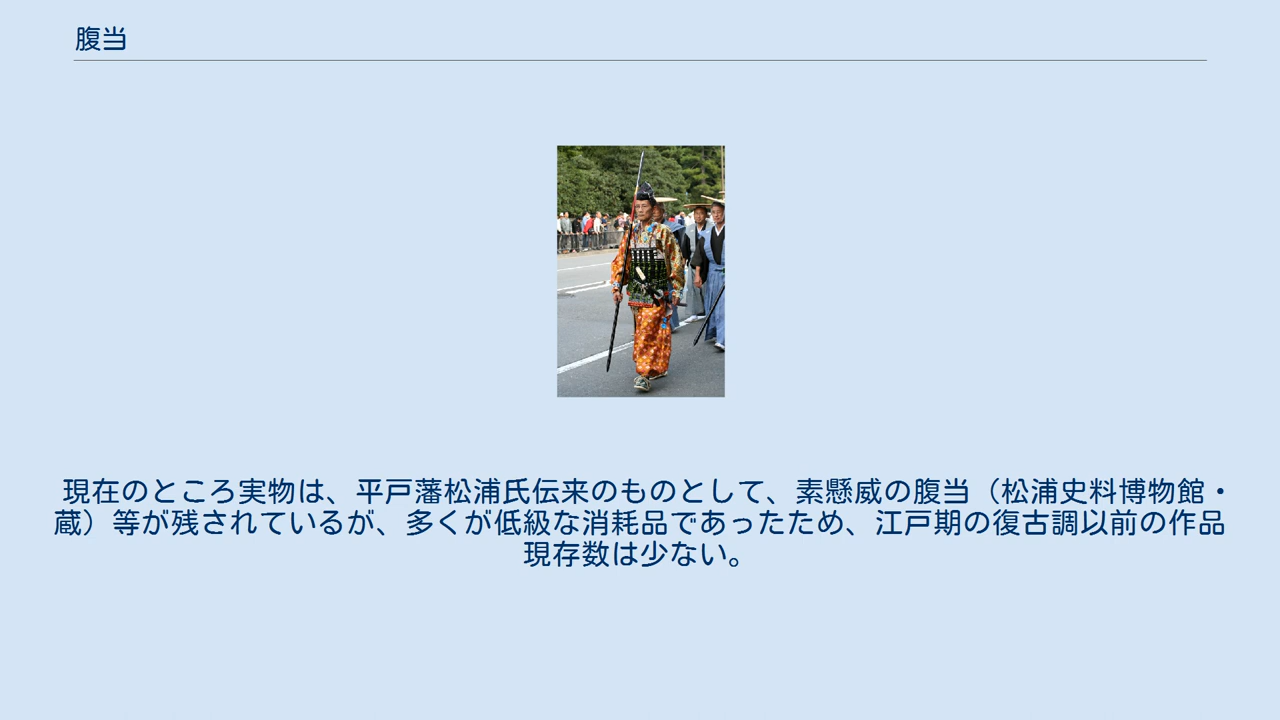 腹当
現在のところ実物は、平戸藩松浦氏伝来のものとして、素懸威の腹当（松浦史料博物館・
蔵）等が残されているが、多くが低級な消耗品であったため、江戸期の復古調以前の作品
現存数は少ない。